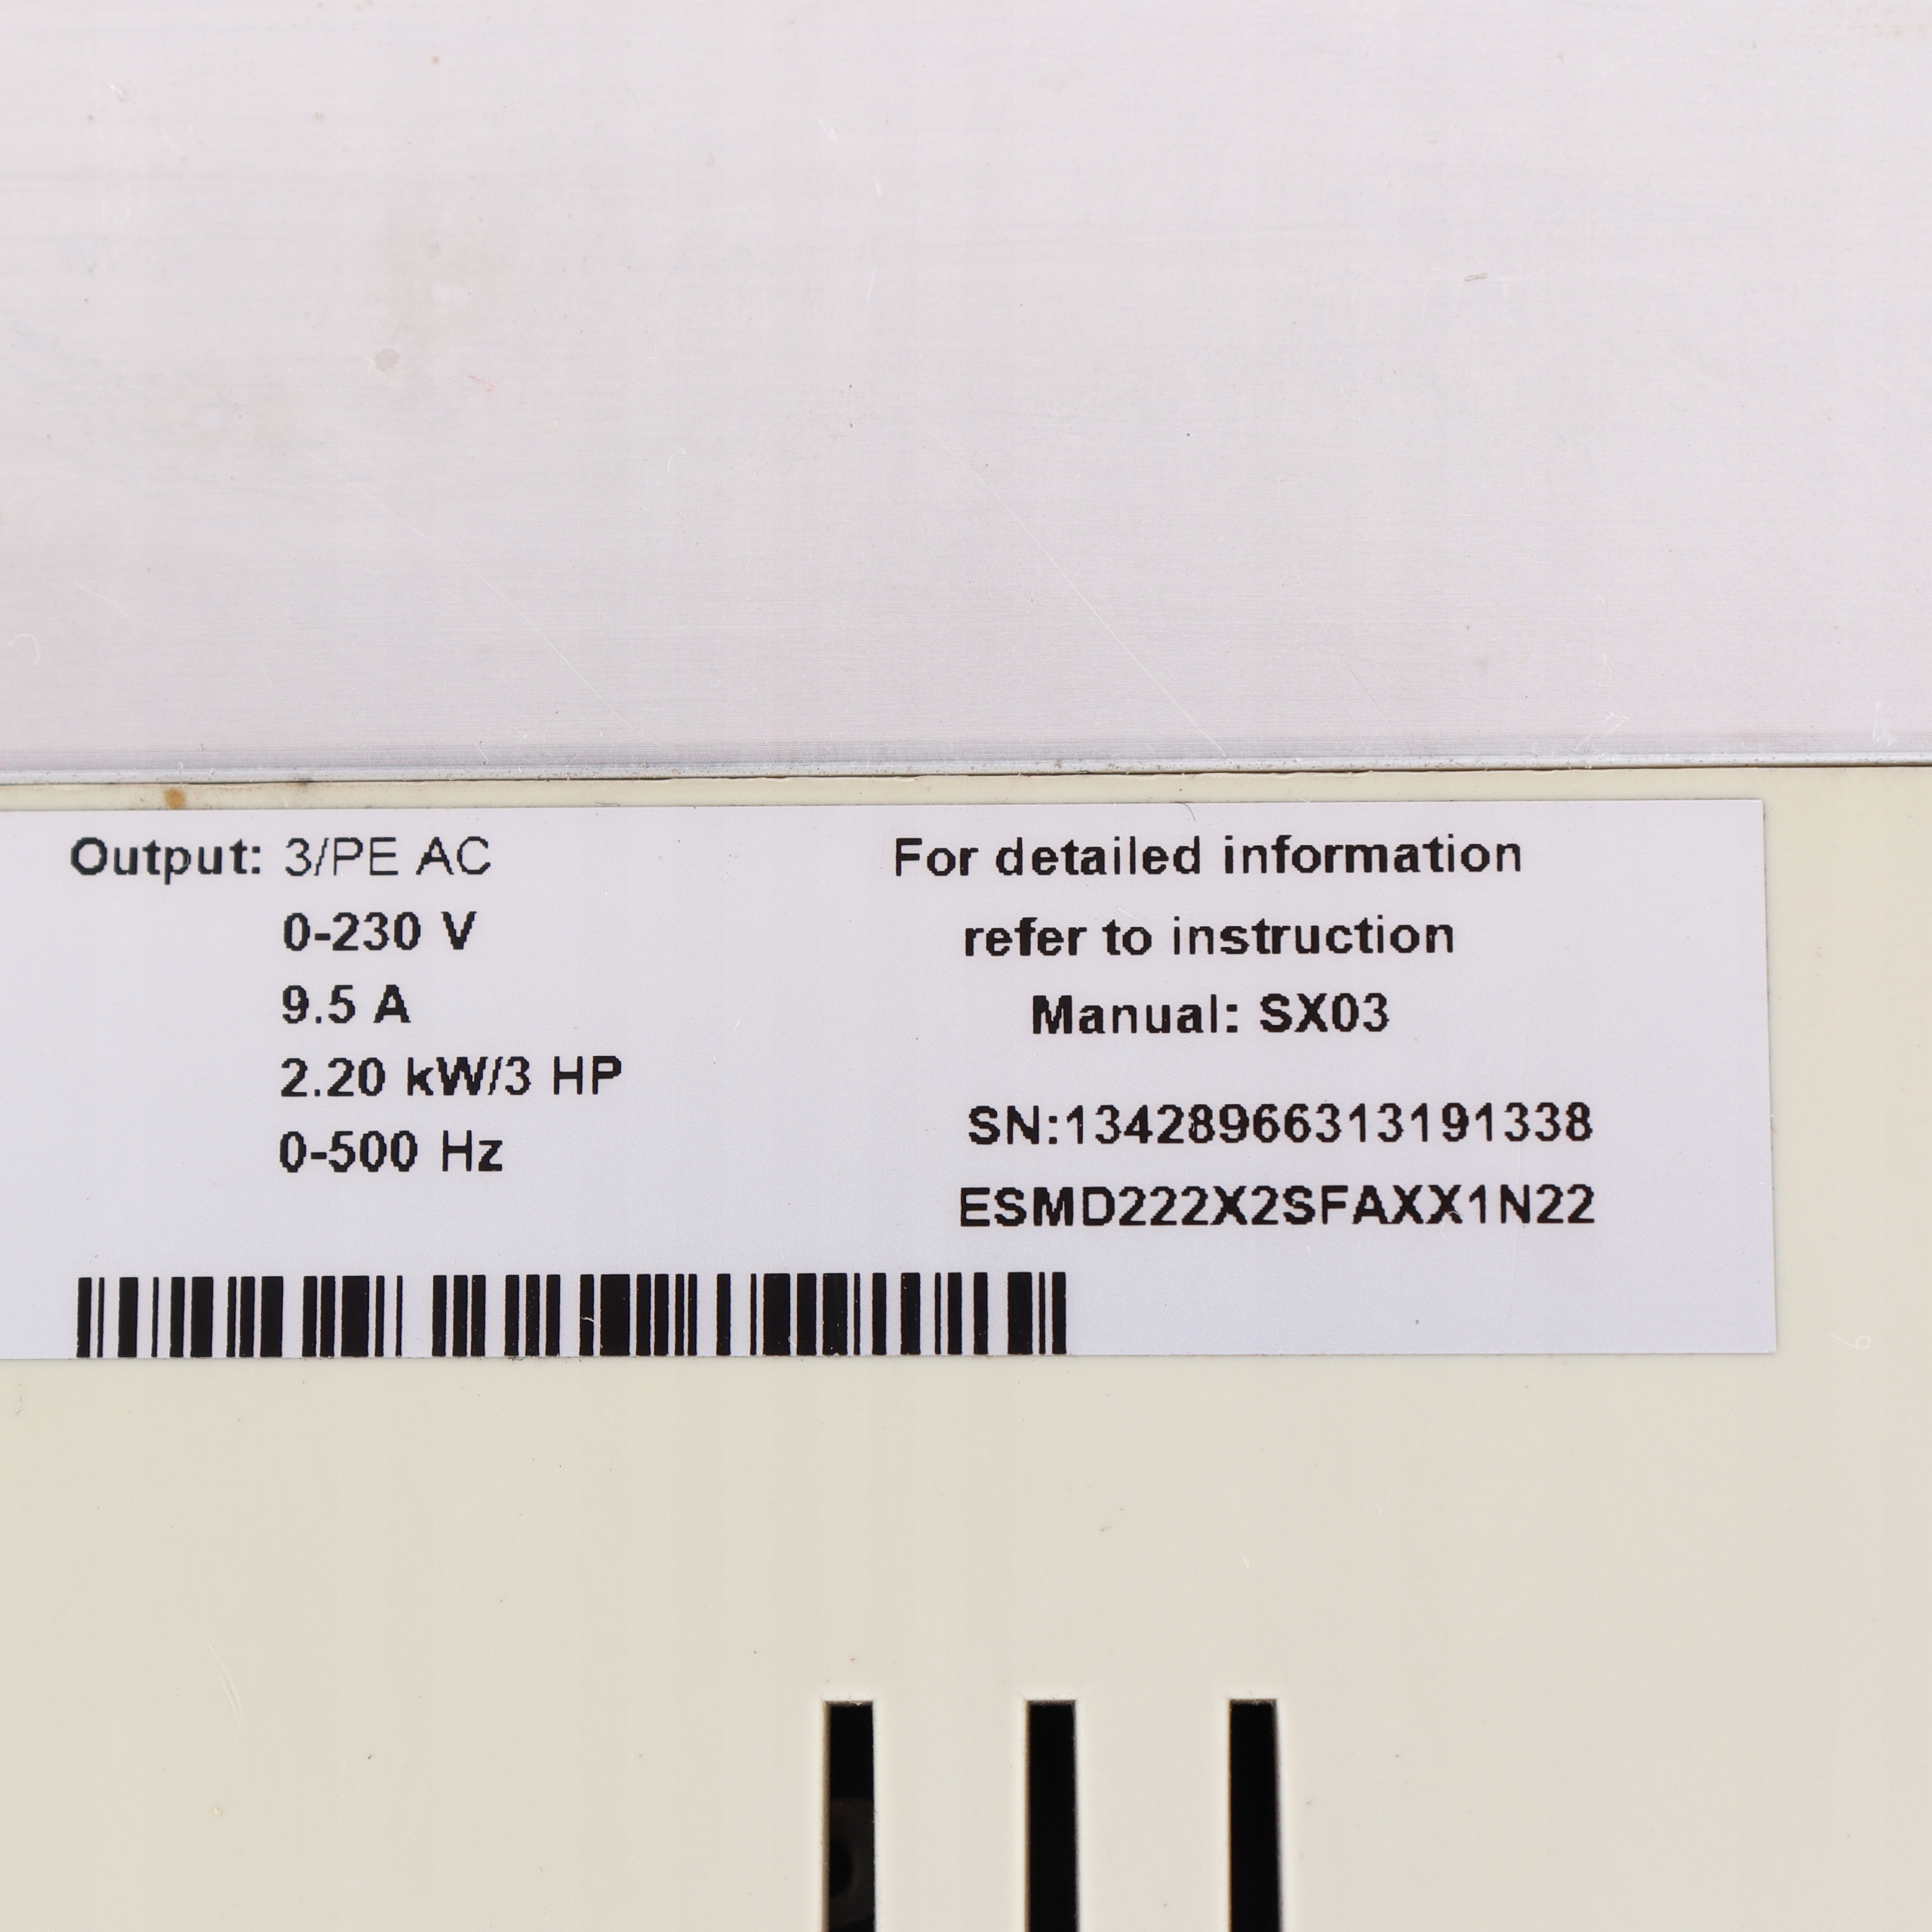 Output: 3/PE AC
0-230 V
9.5 A
2.20 kW/3 HP
0-500 Hz
For detailed information
refer to instruction
Manual: SX03
SN:13428966313191338
ESMD222X2SFAXX1N22